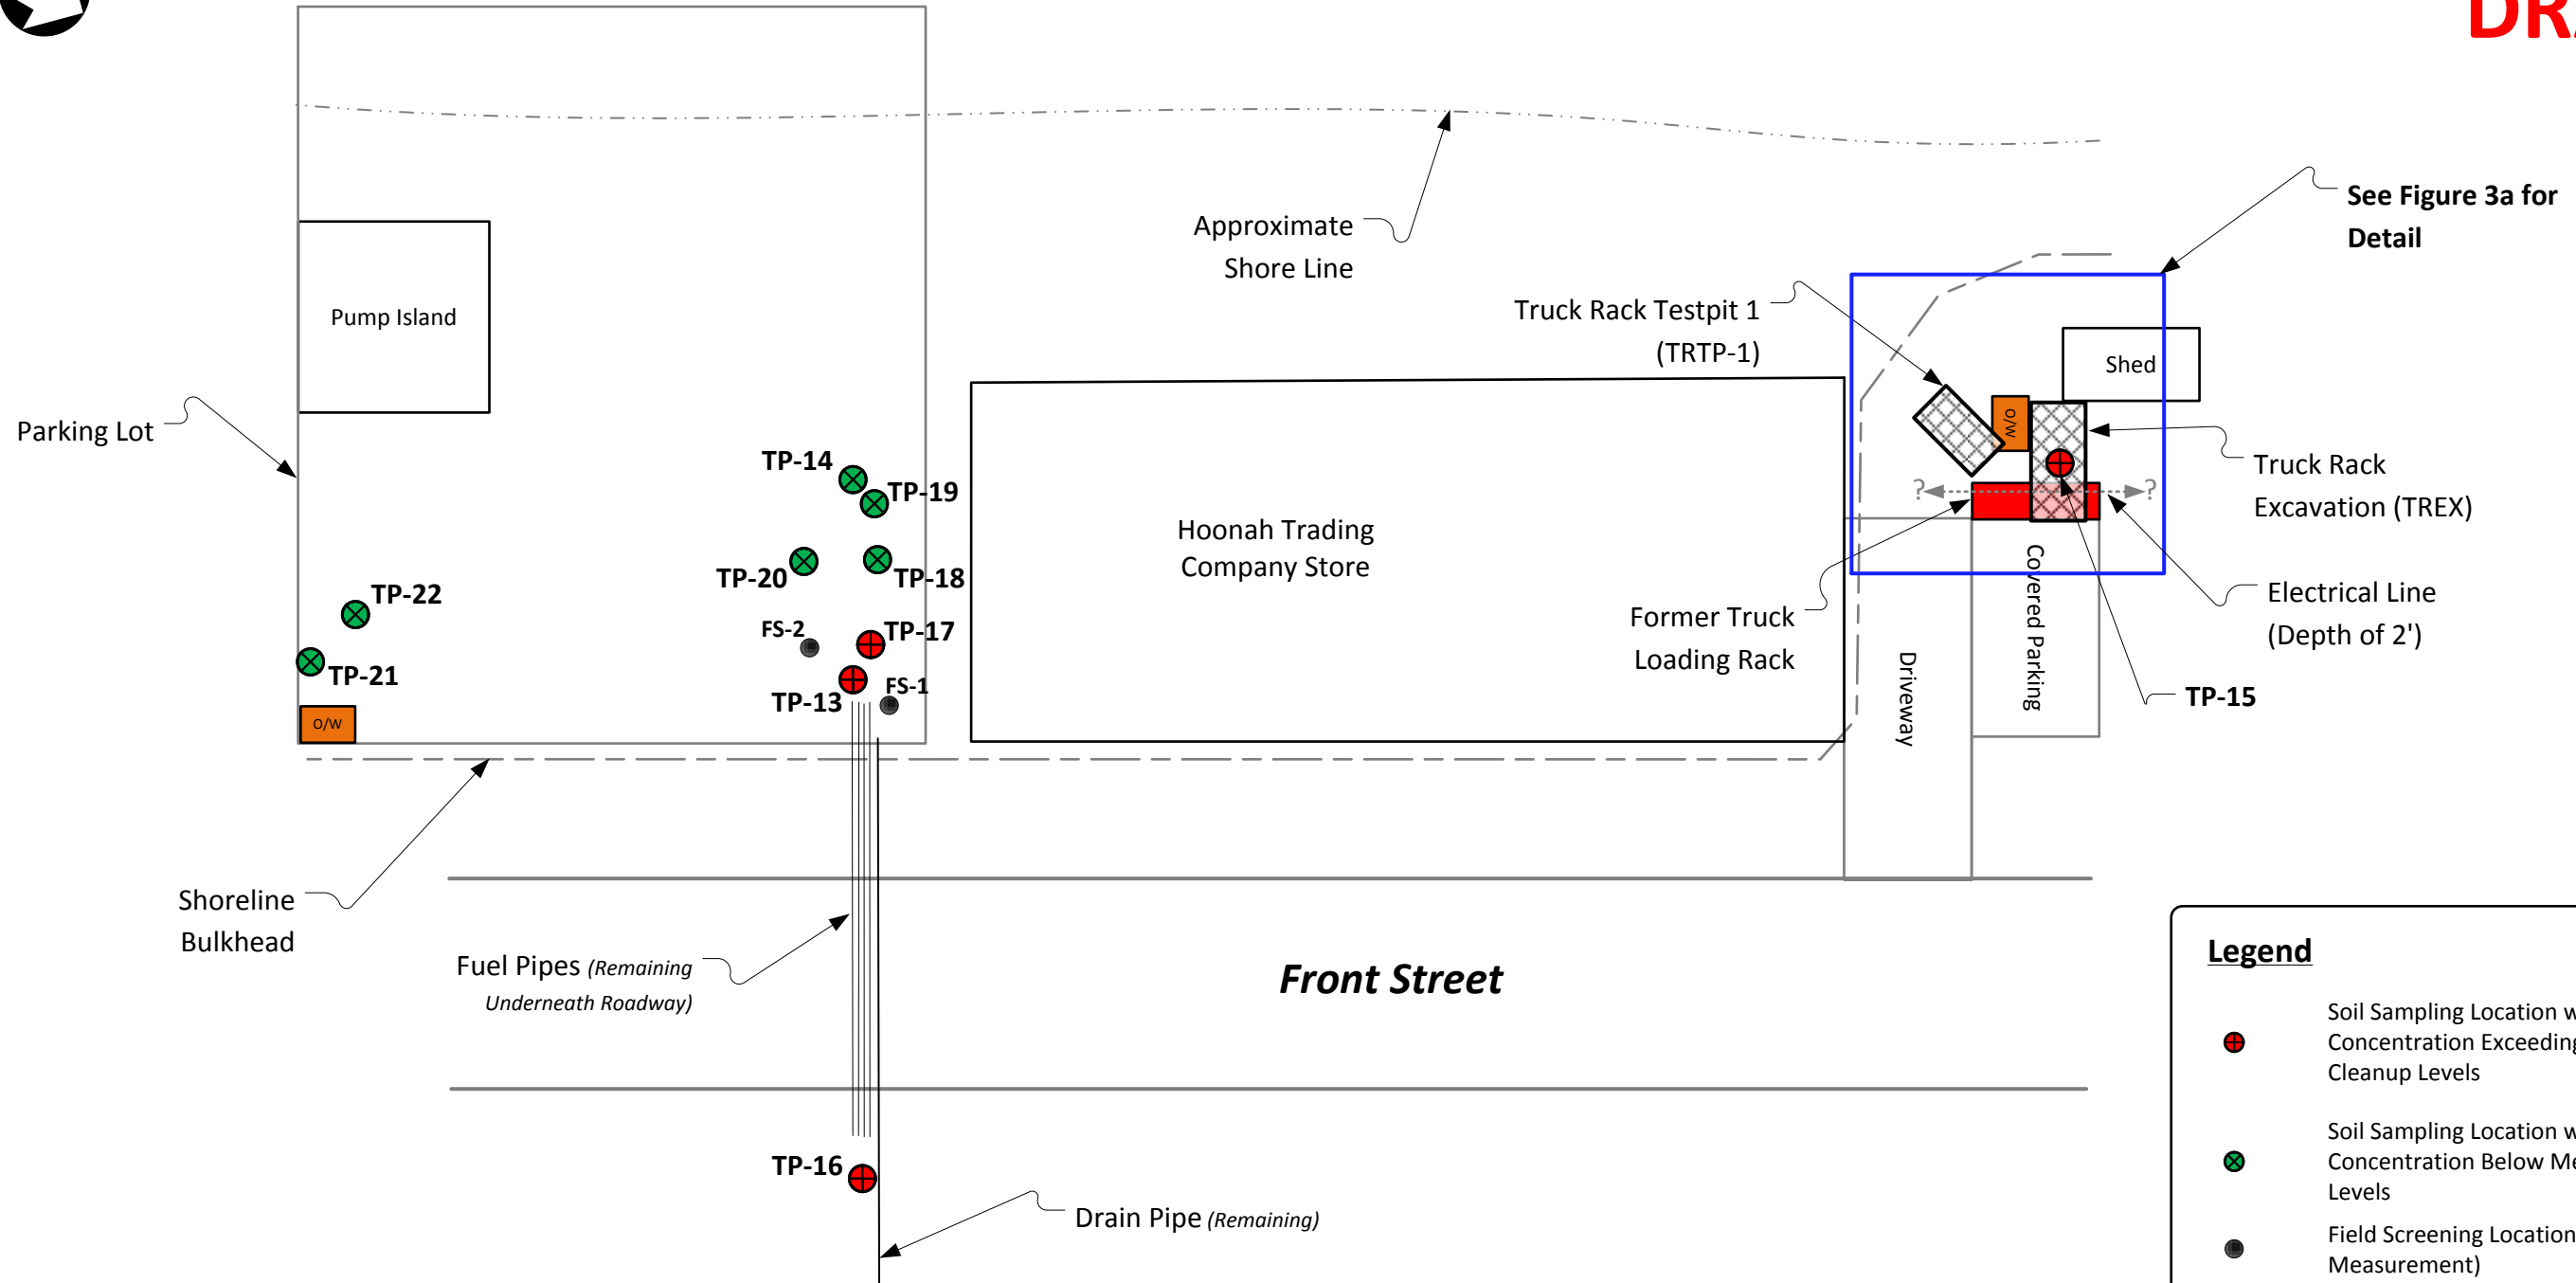 See Figure 3a for
Detail
Approximate
Shore Line
Truck Rack Testpit 1
(TRTP-1)
Pump Island
Shed
Parking Lot
O/W
TP-14
TP-19
Truck Rack
Excavation (TREX)
?
?
Hoonah Trading
Company Store
TP-20
TP-18
TP-22
Electrical Line
(Depth of 2')
Former Truck
Loading Rack
Covered Parking
FS-2
TP-17
TP-21
Driveway
TP-13
FS-1
TP-15
O/W
Shoreline
Bulkhead
Fuel Pipes (Remaining
Underneath Roadway)
Front Street
TP-16
Drain Pipe (Remaining)
Legend
Soil Sampling Location
Concentration Exceeding
Cleanup Levels
Soil Sampling Location
Concentration Below
Levels
Field Screening Location
Measurement)